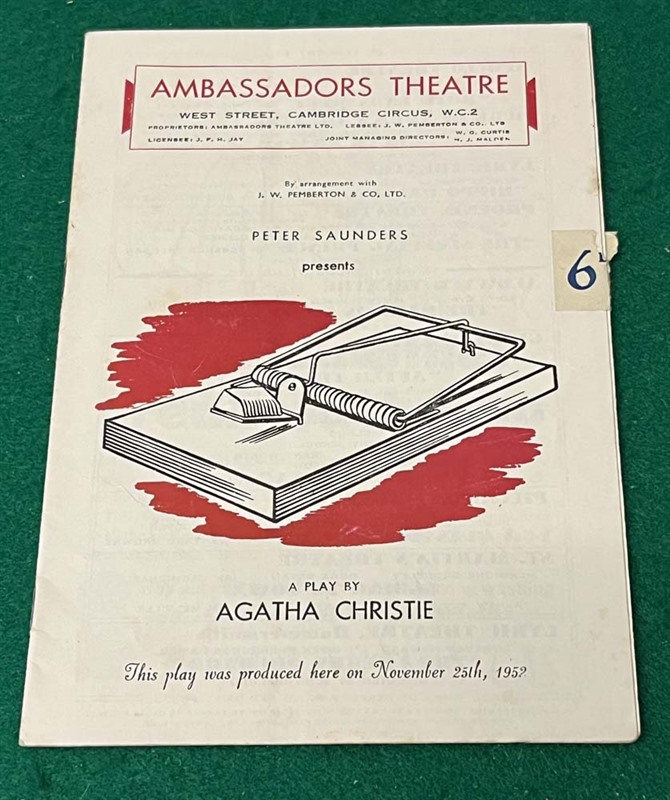 AMBASSADORS THEATRE
WEST STREET, CAMBRIDGE CIRCUS, W.C.2
PROPRIETORS: AMBASSADORS THEATRE LTD. LESSEE: J. W. PEMBERTON & CO. LTD
LICENSEE: J. F. H. JAY JOINT MANAGING DIRECTORS: W. G. CURTIS
H. J. MALDEN
By arrangement with
J. W. PEMBERTON & CO, LTD.
PETER SAUNDERS
presents
6
A PLAY BY
AGATHA CHRISTIE
This play was produced here on November 25th, 1952